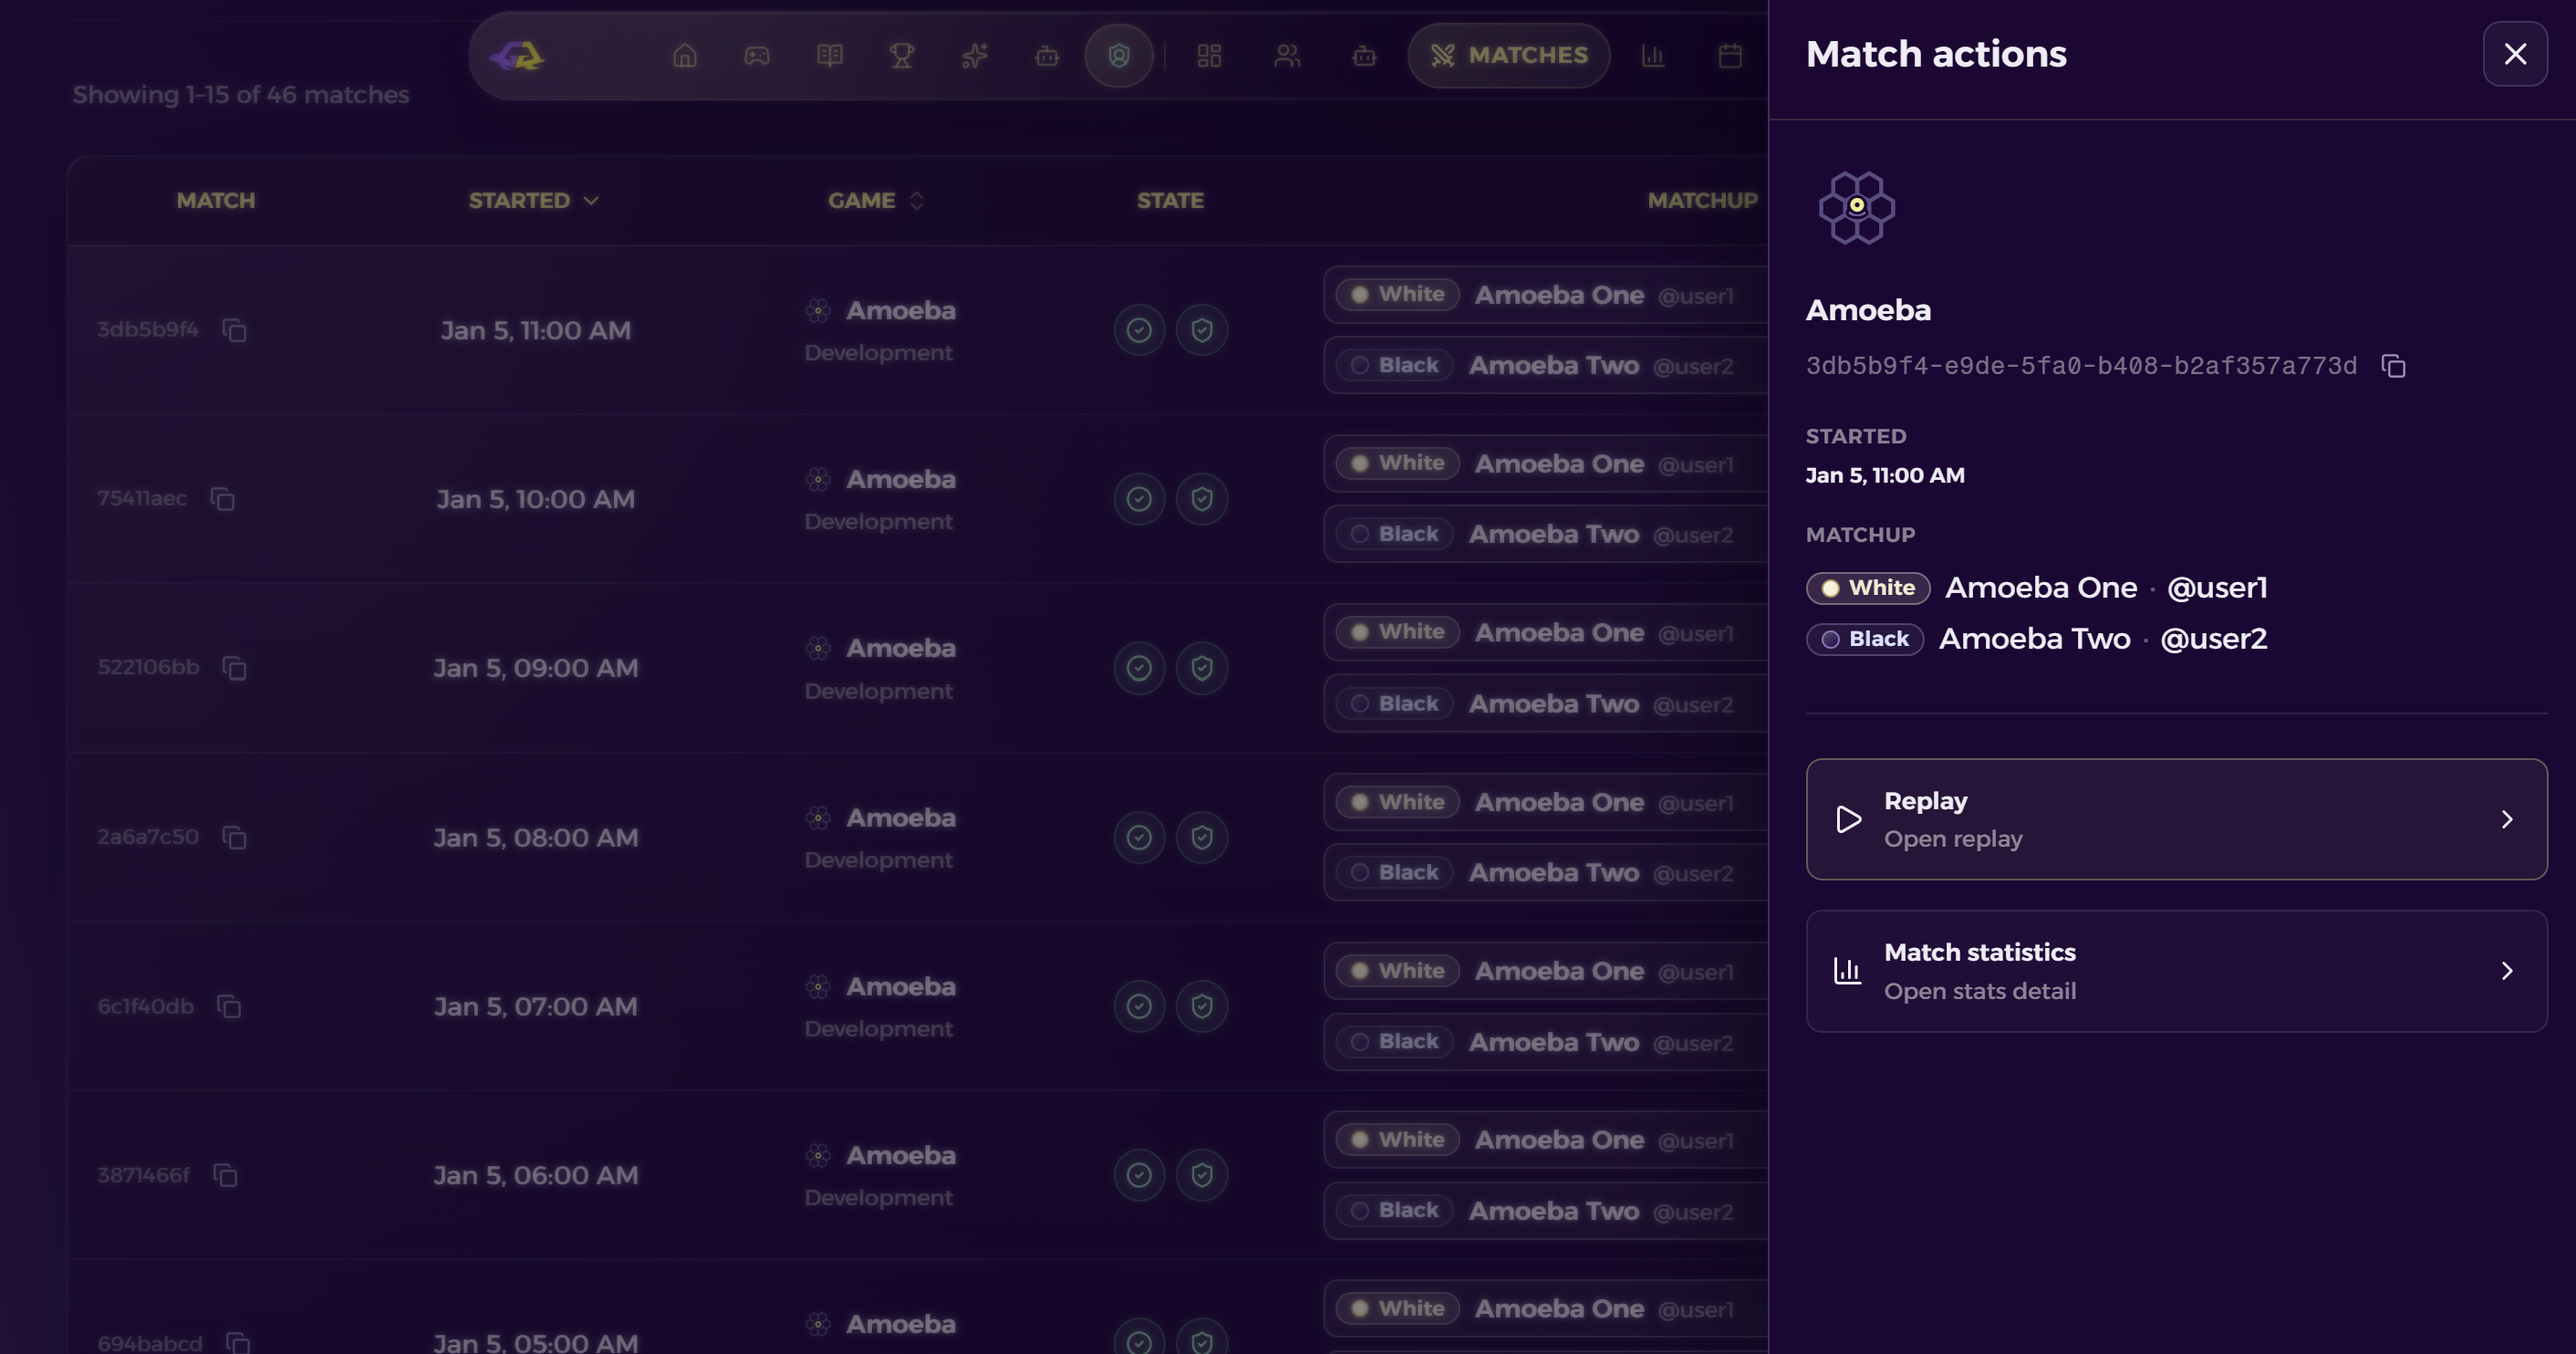 MATCHES
Showing 1–15 of 46 matches
MATCH STARTED GAME STATE MATCHUP
3db5b9f4 Jan 5, 11:00 AM Amoeba Development White Amoeba One @user1
Black Amoeba Two @user2
75411aec Jan 5, 10:00 AM Amoeba Development White Amoeba One @user1
Black Amoeba Two @user2
522106bb Jan 5, 09:00 AM Amoeba Development White Amoeba One @user1
Black Amoeba Two @user2
2a6a7c50 Jan 5, 08:00 AM Amoeba Development White Amoeba One @user1
Black Amoeba Two @user2
6c1f40db Jan 5, 07:00 AM Amoeba Development White Amoeba One @user1
Black Amoeba Two @user2
3871466f Jan 5, 06:00 AM Amoeba Development White Amoeba One @user1
Black Amoeba Two @user2
694babcd Jan 5, 05:00 AM Amoeba White Amoeba One @user1
Match actions
Amoeba
3db5b9f4-e9de-5fa0-b408-b2af357a773d
STARTED
Jan 5, 11:00 AM
MATCHUP
White Amoeba One · @user1
Black Amoeba Two · @user2
Replay
Open replay
Match statistics
Open stats detail